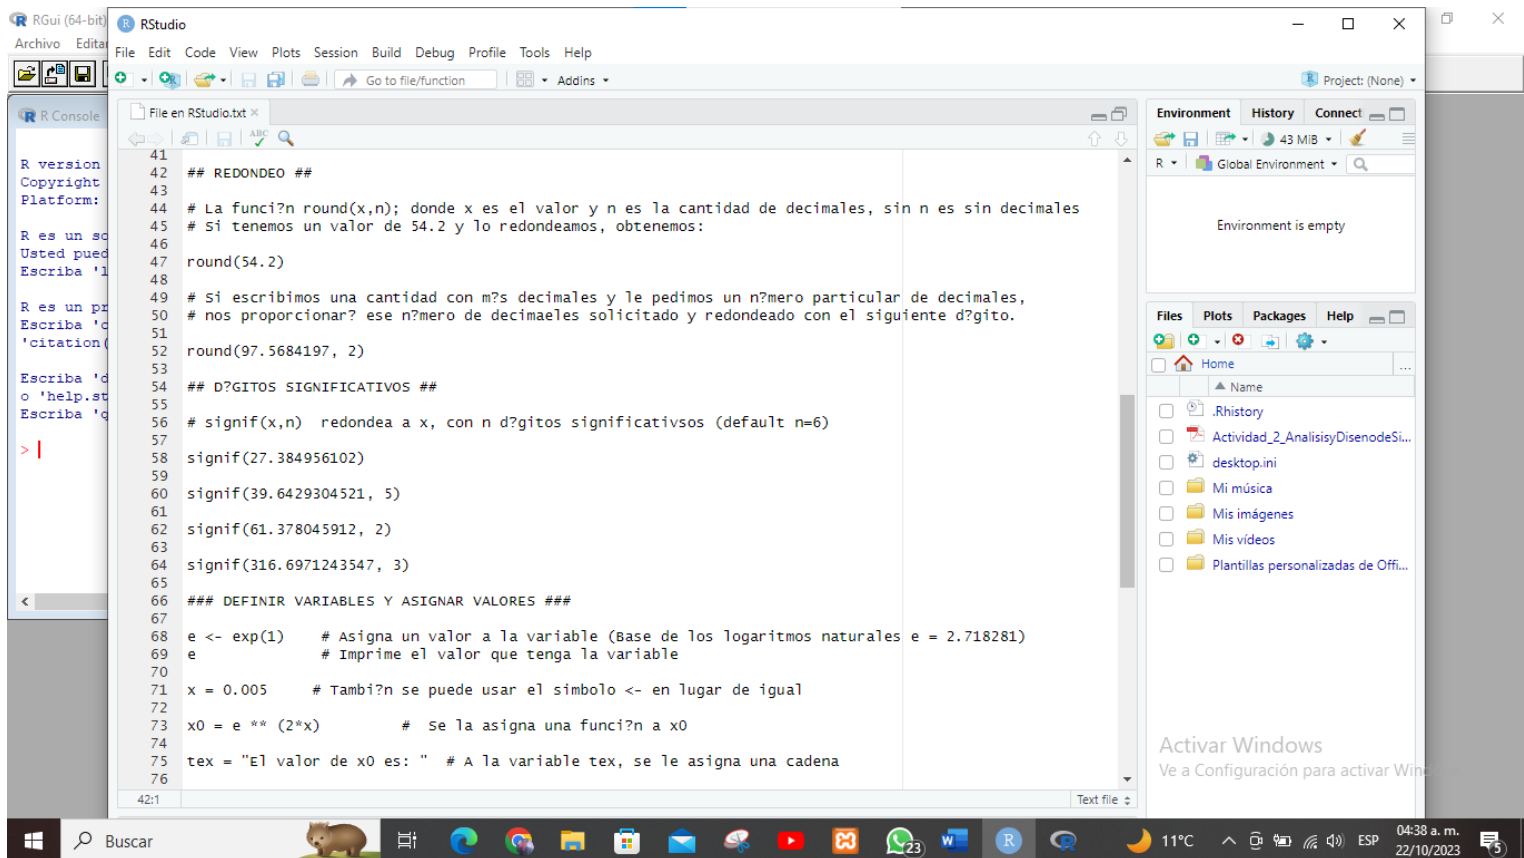 RGui (64-bit)
Archivo Editar
R Console
R version
Copyright
Platform:
R es un so
Usted pued
Escriba 'l
R es un pr
Escriba 'c
'citation(
Escriba 'd
o 'help.st
Escriba 'q
>
RStudio
File Edit Code View Plots Session Build Debug Profile Tools Help
Go to file/function
Addins
Project: (None)
File en RStudio.txt
ABC
41
42 ## REDONDEO ##
43
44 # La funci?n round(x,n); donde x es el valor y n es la cantidad de decimales, sin n es sin decimales
45 # Si tenemos un valor de 54.2 y lo redondeamos, obtenemos:
46
47 round(54.2)
48
49 # Si escribimos una cantidad con m?s decimales y le pedimos un n?mero particular de decimales,
50 # nos proporcionar? ese n?mero de decimaeles solicitado y redondeado con el siguiente d?gito.
51
52 round(97.5684197, 2)
53
54 ## D?GITOS SIGNIFICATIVOS ##
55
56 # signif(x,n)  redondea a x, con n d?gitos significativsos (default n=6)
57
58 signif(27.384956102)
59
60 signif(39.6429304521, 5)
61
62 signif(61.378045912, 2)
63
64 signif(316.6971243547, 3)
65
66 ### DEFINIR VARIABLES Y ASIGNAR VALORES ###
67
68 e <- exp(1)    # Asigna un valor a la variable (Base de los logaritmos naturales e = 2.718281)
69 e              # Imprime el valor que tenga la variable
70
71 x = 0.005     # Tambi?n se puede usar el simbolo <- en lugar de igual
72
73 x0 = e ** (2*x)         #  Se la asigna una funci?n a x0
74
75 tex = "El valor de x0 es: "  # A la variable tex, se le asigna una cadena
76
42:1
Text file
Environment History Connect
43 MiB
R Global Environment
Environment is empty
Files Plots Packages Help
Home
...
Name
.Rhistory
Actividad_2_AnalisisyDisenodeSi...
desktop.ini
Mi música
Mis imágenes
Mis vídeos
Plantillas personalizadas de Offi...
Activar Windows
Ve a Configuración para activar Win
Buscar
23
11°C
ESP
04:38 a. m.
22/10/2023
5